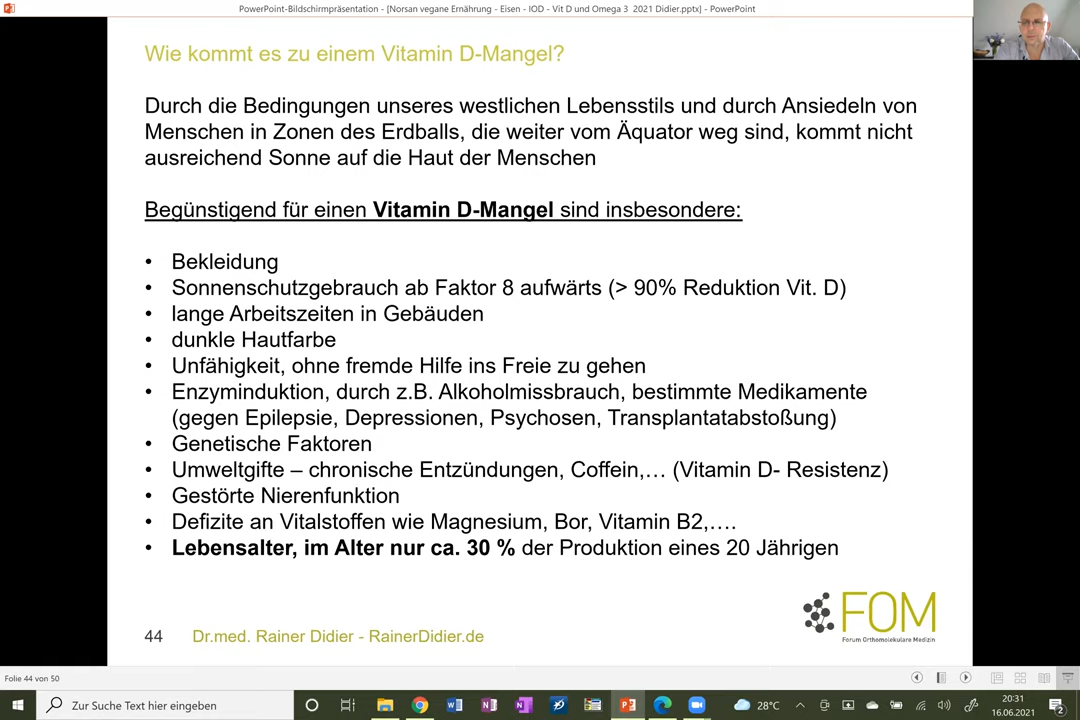 PowerPoint-Bildschirmpräsentation - [Norsan vegane Ernährung - Eisen - IOD - Vit D und Omega 3 2021 Didier.pptx] - PowerPoint
Wie kommt es zu einem Vitamin D-Mangel?
Durch die Bedingungen unseres westlichen Lebensstils und durch Ansiedeln von
Menschen in Zonen des Erdballs, die weiter vom Äquator weg sind, kommt nicht
ausreichend Sonne auf die Haut der Menschen
Begünstigend für einen Vitamin D-Mangel sind insbesondere:
• Bekleidung
• Sonnenschutzgebrauch ab Faktor 8 aufwärts (> 90% Reduktion Vit. D)
• lange Arbeitszeiten in Gebäuden
• dunkle Hautfarbe
• Unfähigkeit, ohne fremde Hilfe ins Freie zu gehen
• Enzyminduktion, durch z.B. Alkoholmissbrauch, bestimmte Medikamente
(gegen Epilepsie, Depressionen, Psychosen, Transplantatabstoßung)
• Genetische Faktoren
• Umweltgifte – chronische Entzündungen, Coffein,… (Vitamin D- Resistenz)
• Gestörte Nierenfunktion
• Defizite an Vitalstoffen wie Magnesium, Bor, Vitamin B2,….
• Lebensalter, im Alter nur ca. 30 % der Produktion eines 20 Jährigen
FOM
Forum Orthomolekulare Medizin
44 Dr.med. Rainer Didier - RainerDidier.de
Folie 44 von 50
Zur Suche Text hier eingeben
28°C
20:31
16.06.2021
2